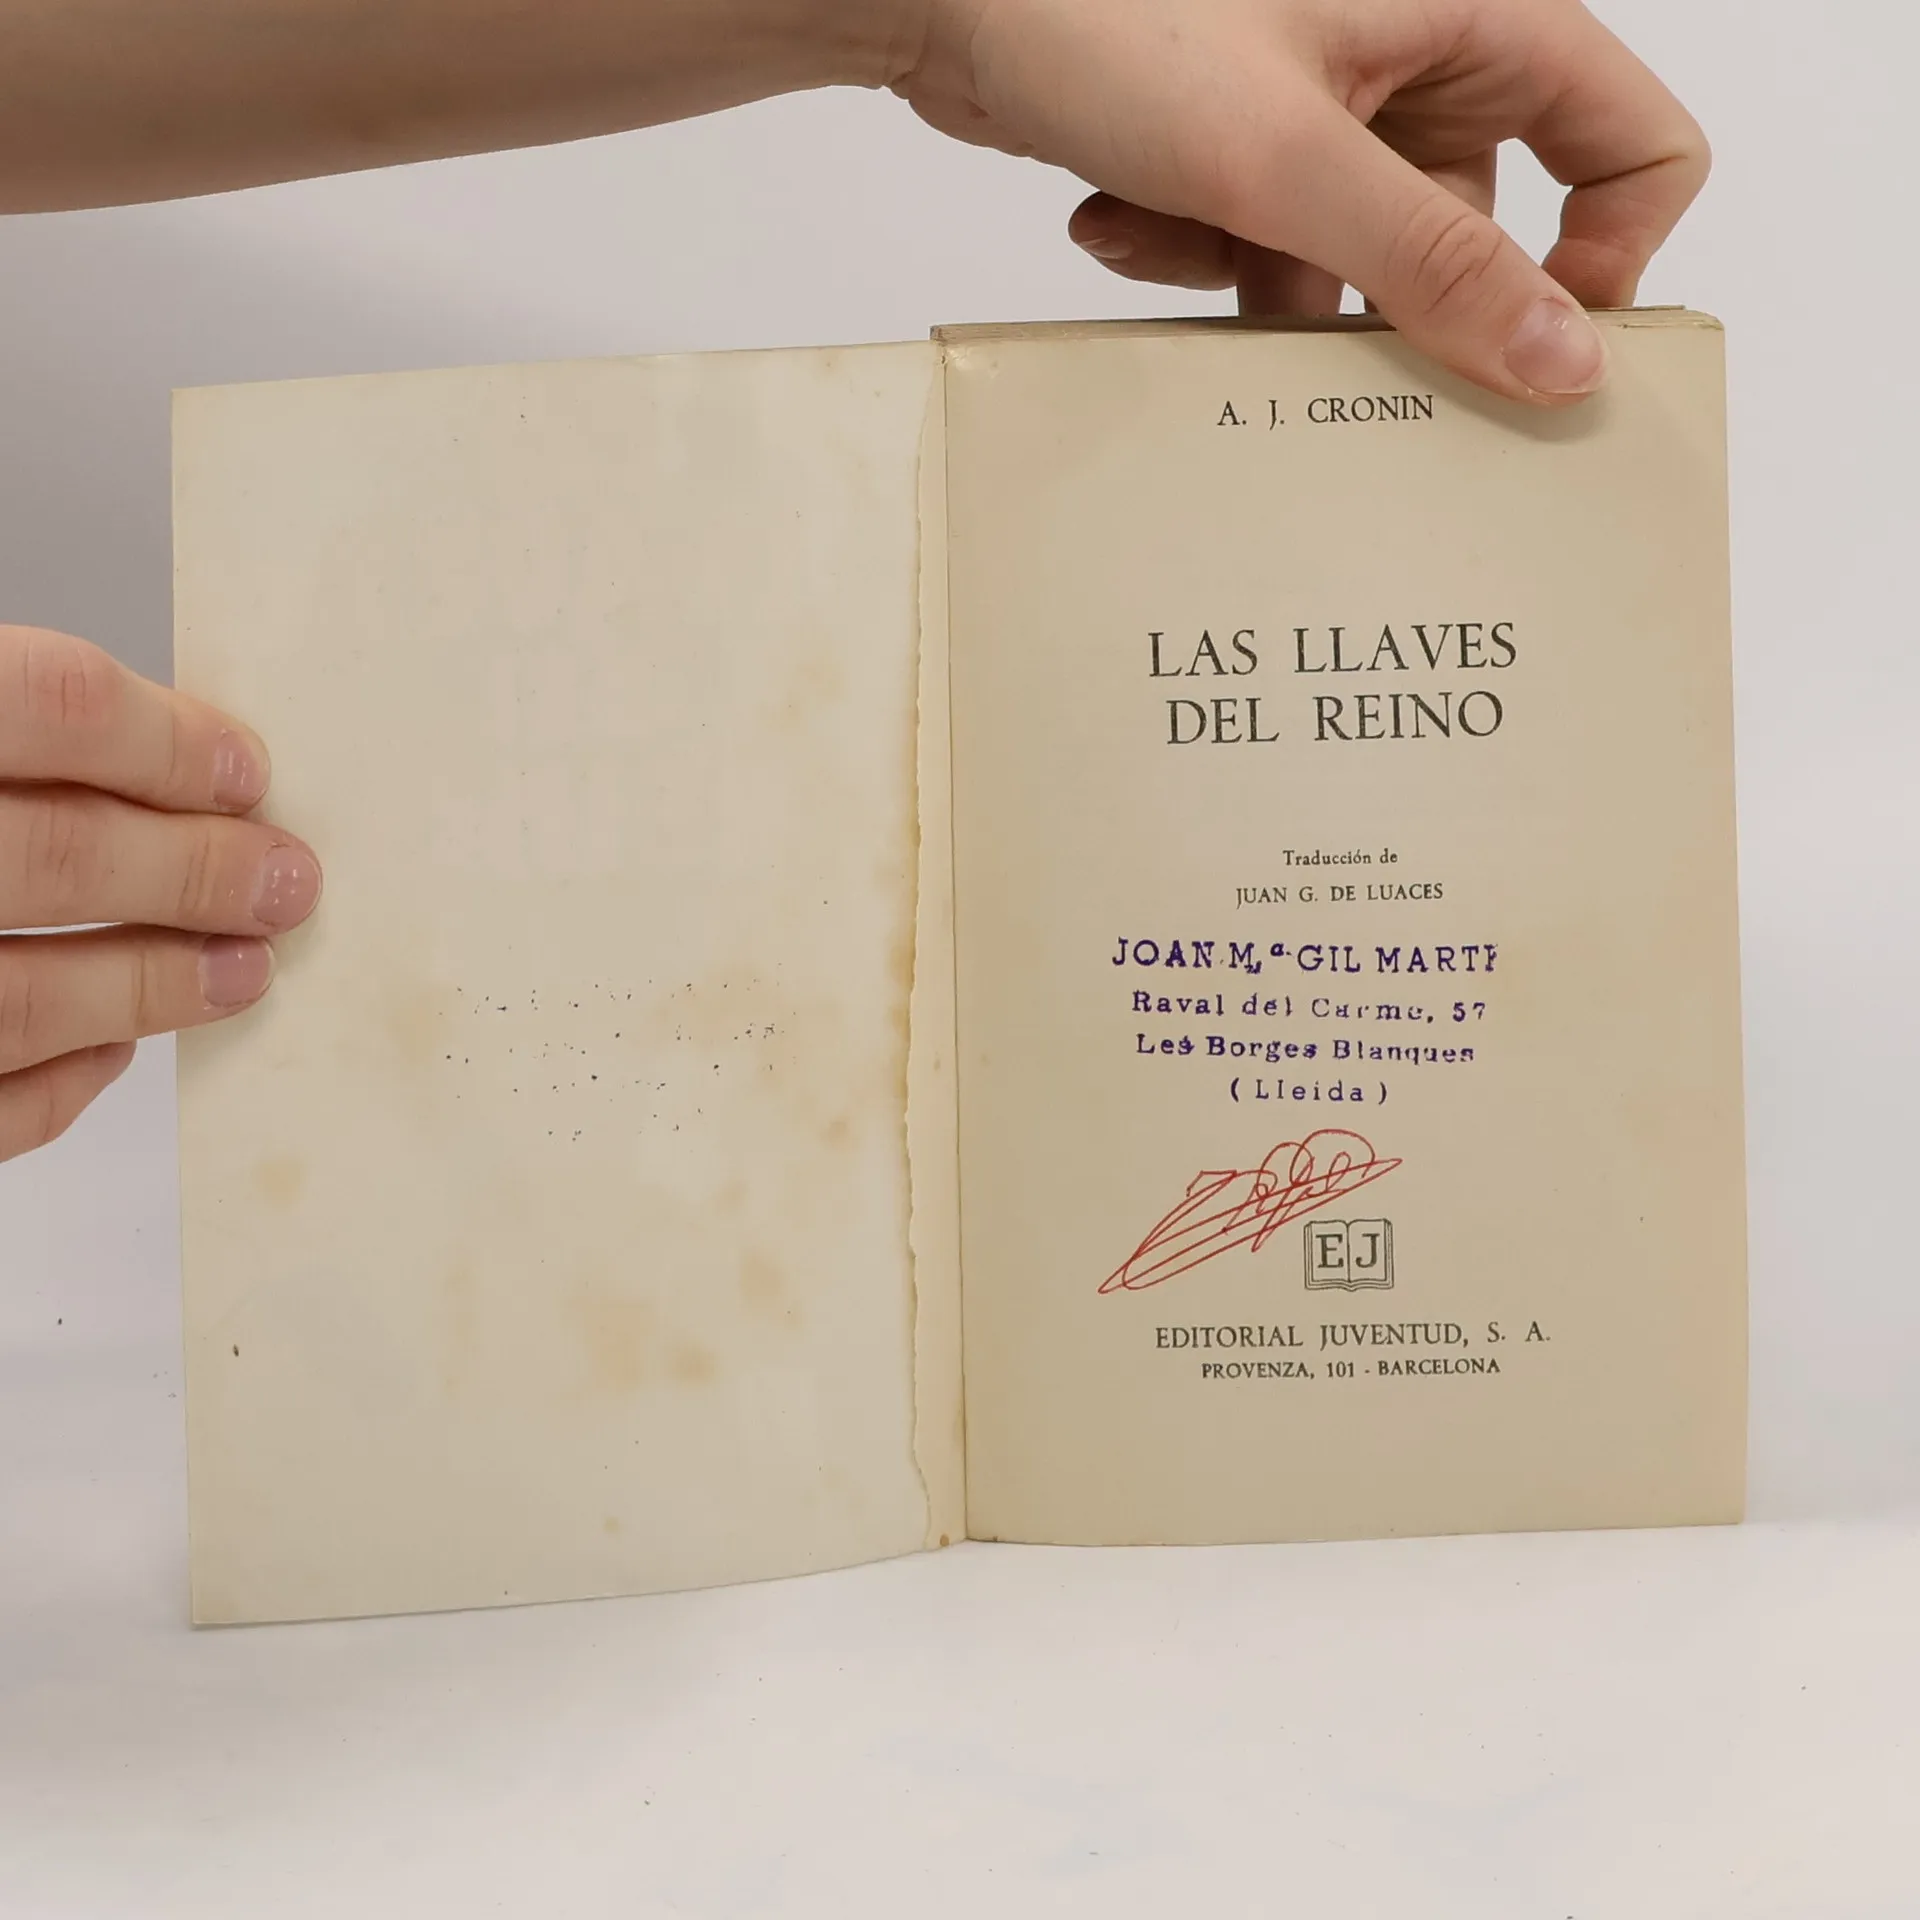 A. J. CRONIN
LAS LLAVES
DEL REINO
Traducción de
JUAN G. DE LUACES
JOAN M,ª GIL MARTI
Raval del Carme, 57
Les Borges Blanques
( Lleida )
EJ
EDITORIAL JUVENTUD, S. A.
PROVENZA, 101 - BARCELONA